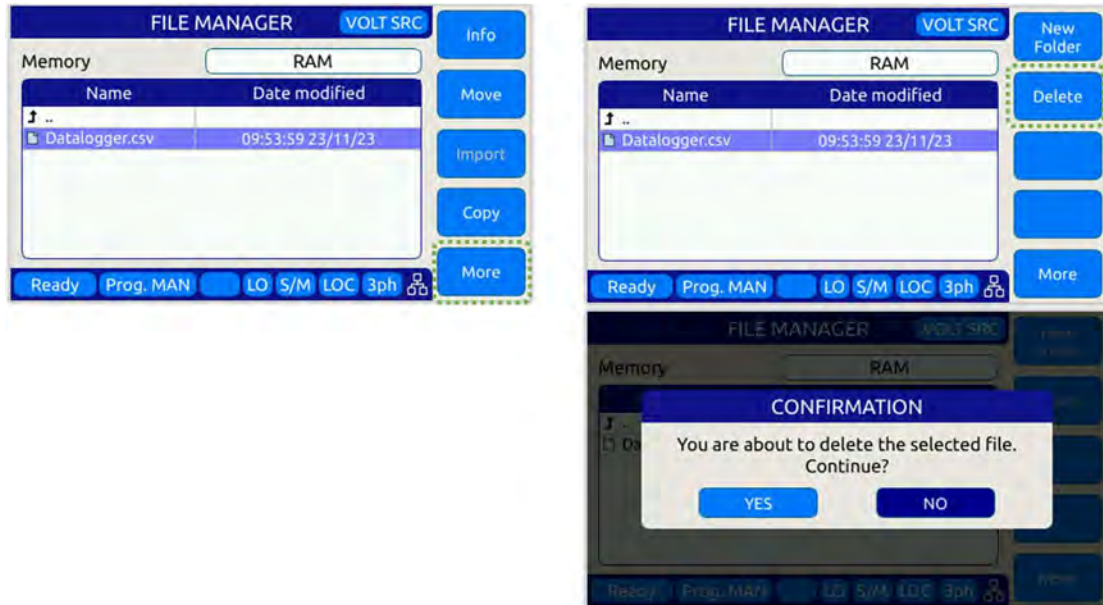 FILE MANAGER VOLT SRC
Info
Memory RAM
Name Date modified
Move
..
Datalogger.csv 09:53:59 23/11/23
Import
Copy
More
Ready Prog. MAN LO S/M LOC 3ph
FILE MANAGER VOLT SRC
New
Folder
Memory RAM
Name Date modified
Delete
..
Datalogger.csv 09:53:59 23/11/23
More
Ready Prog. MAN LO S/M LOC 3ph
FILE MANAGER VOLT SRC
Memory RAM
CONFIRMATION
You are about to delete the selected file.
Continue?
YES NO
Ready Prog. MAN LO S/M LOC 3ph
More